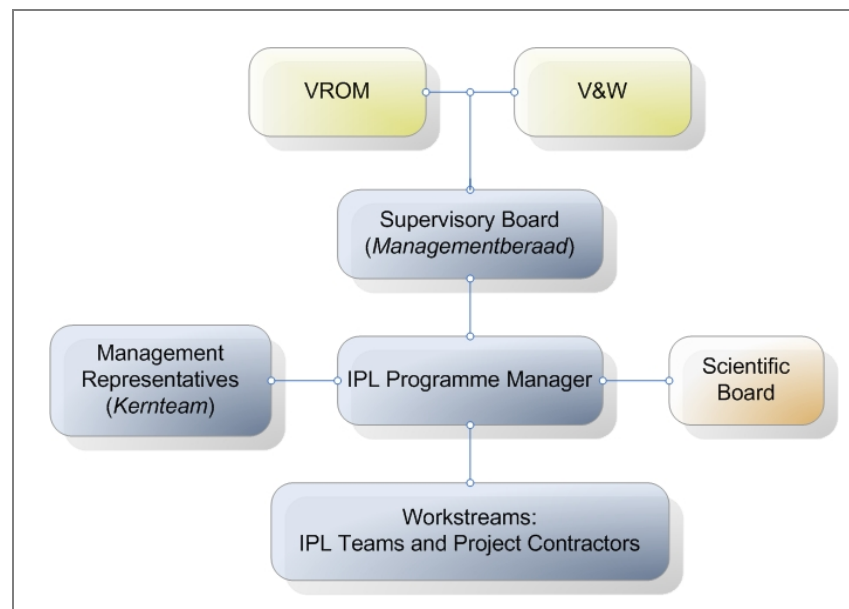 VROM
V&W
Supervisory Board
(Managementberaad)
Management
Representatives
(Kernteam)
IPL Programme Manager
Scientific
Board
Workstreams:
IPL Teams and Project Contractors